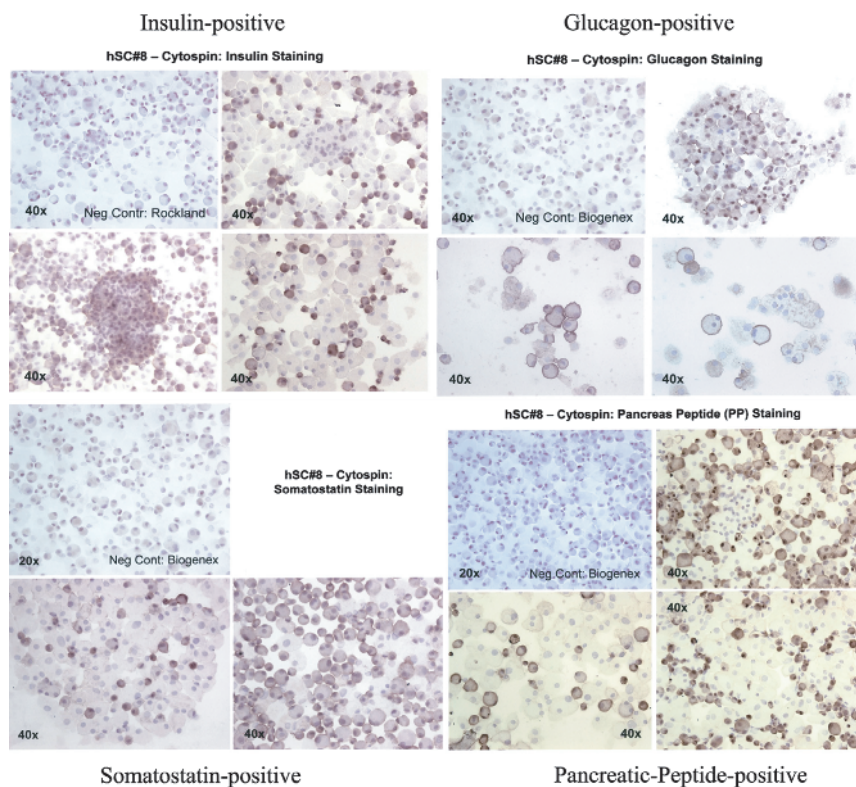 Insulin-positive
Glucagon-positive
hSC#8 – Cytospin: Insulin Staining
hSC#8 – Cytospin: Glucagon Staining
40x
Neg Contr: Rockland
40x
40x
Neg Cont: Biogenex
40x
40x
40x
40x
40x
hSC#8 – Cytospin: Pancreas Peptide (PP) Staining
hSC#8 – Cytospin:
Somatostatin Staining
20x
Neg Cont: Biogenex
20x
Neg.Cont: Biogenex
40x
40x
40x
40x
40x
Somatostatin-positive
Pancreatic-Peptide-positive